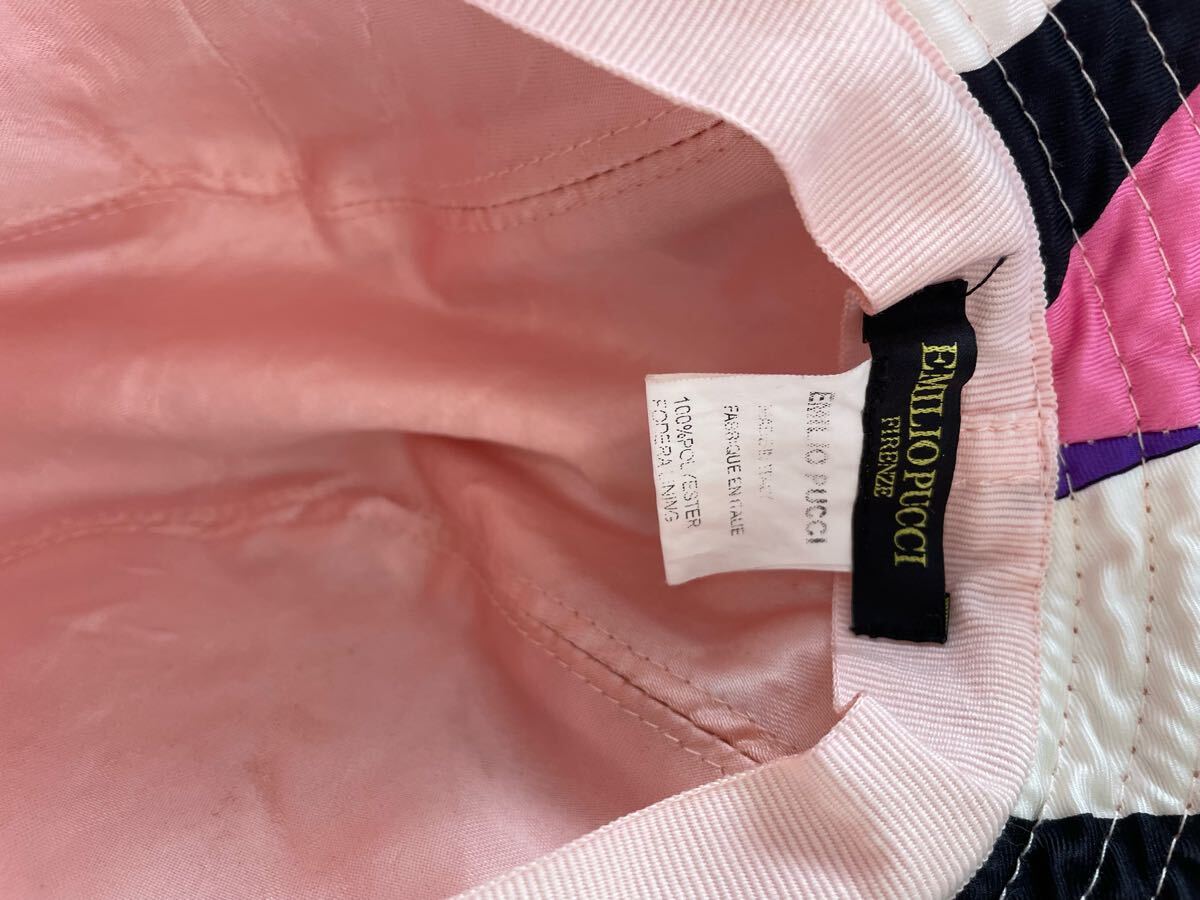 EMILIO PUCCI
FIRENZE
EMILIO PUCCI
MADE IN ITALY
FABRIQUE EN ITALIE
100%POLYESTER
FODERA LINING